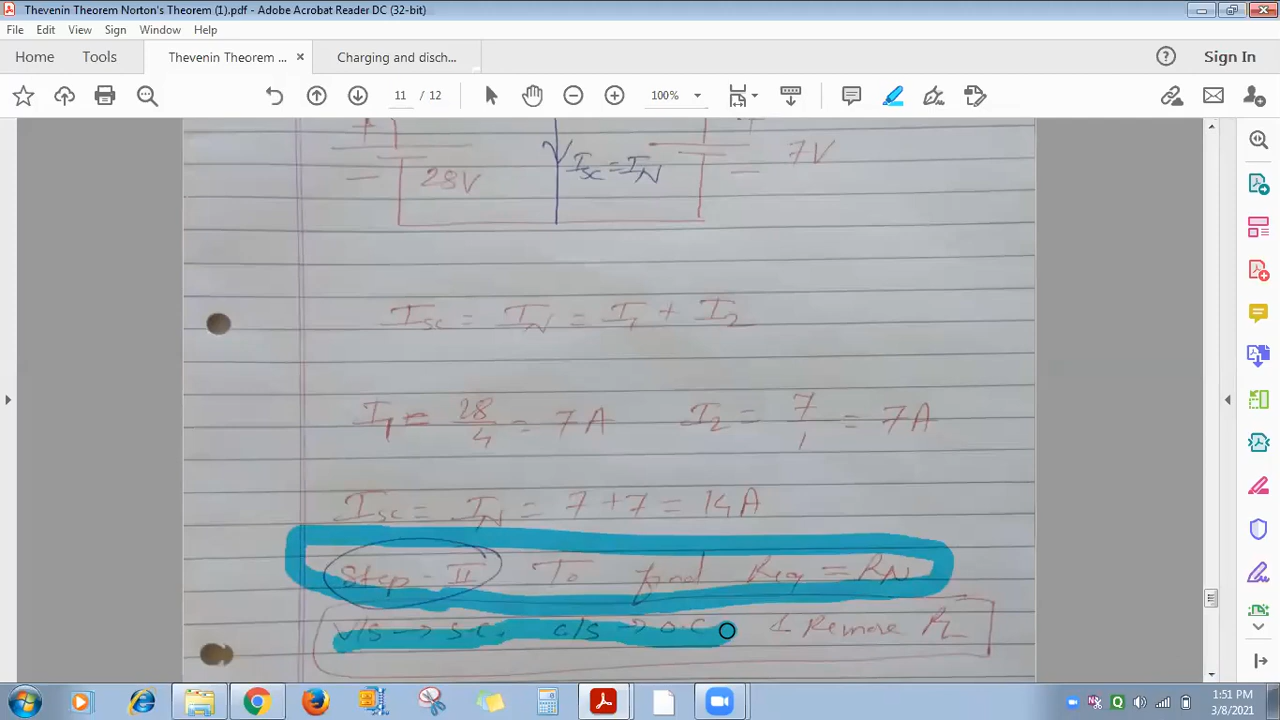 Thevenin Theorem Norton's Theorem (1).pdf - Adobe Acrobat Reader DC (32-bit)
File Edit View Sign Window Help
Home Tools Thevenin Theorem ... × Charging and disch... Sign In
11 / 12 100%
+ 28V Isc = IN 7V
Isc = IN = I1 + I2
I1 = 28/4 = 7A I2 = 7/1 = 7A
Isc = IN = 7 + 7 = 14A
Step - II To find Req = RN
V/S → S.C. C/S → O.C & Remove RL
1:51 PM
3/8/2021